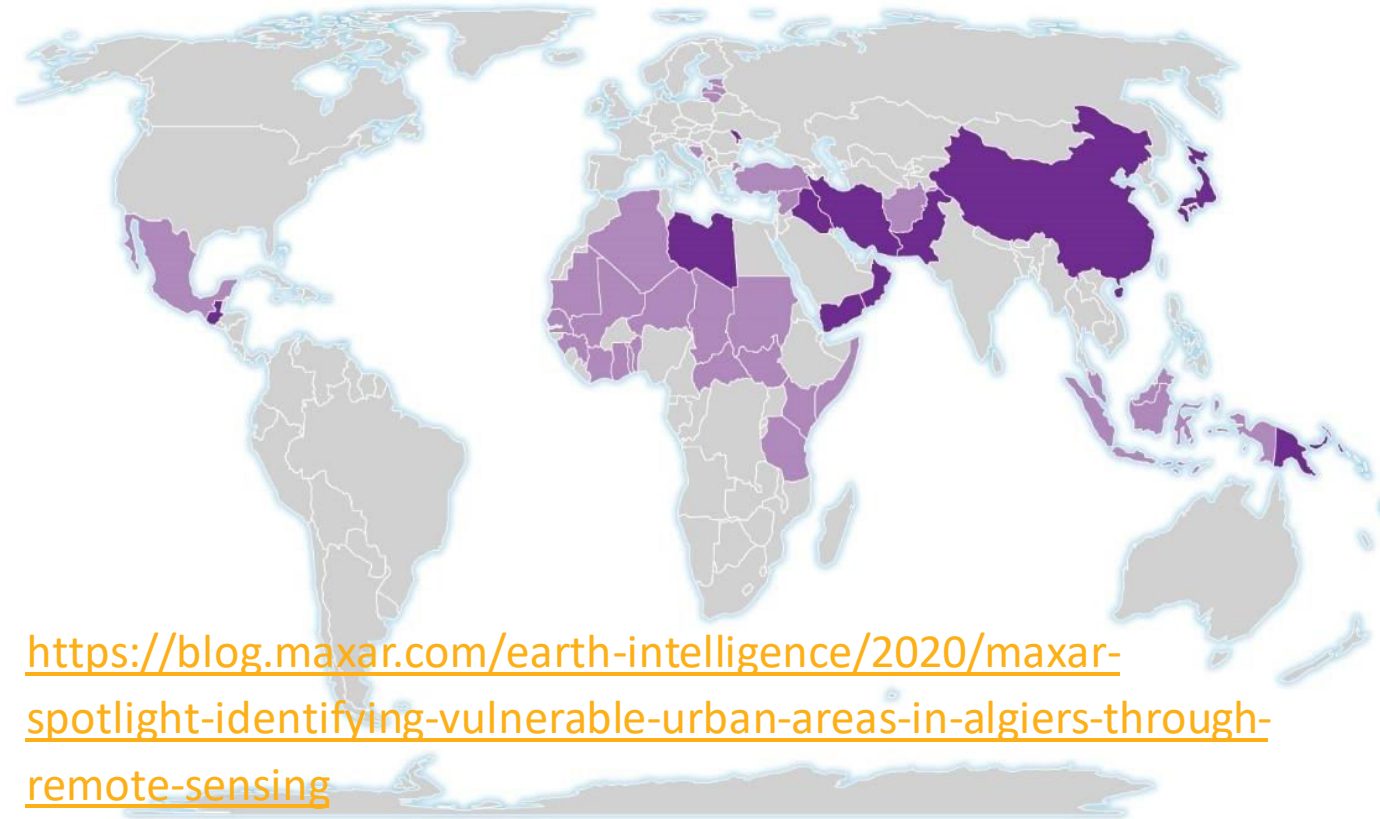 https://blog.maxar.com/earth-intelligence/2020/maxar-
spotlight-identifying-vulnerable-urban-areas-in-algiers-through-
remote-sensing